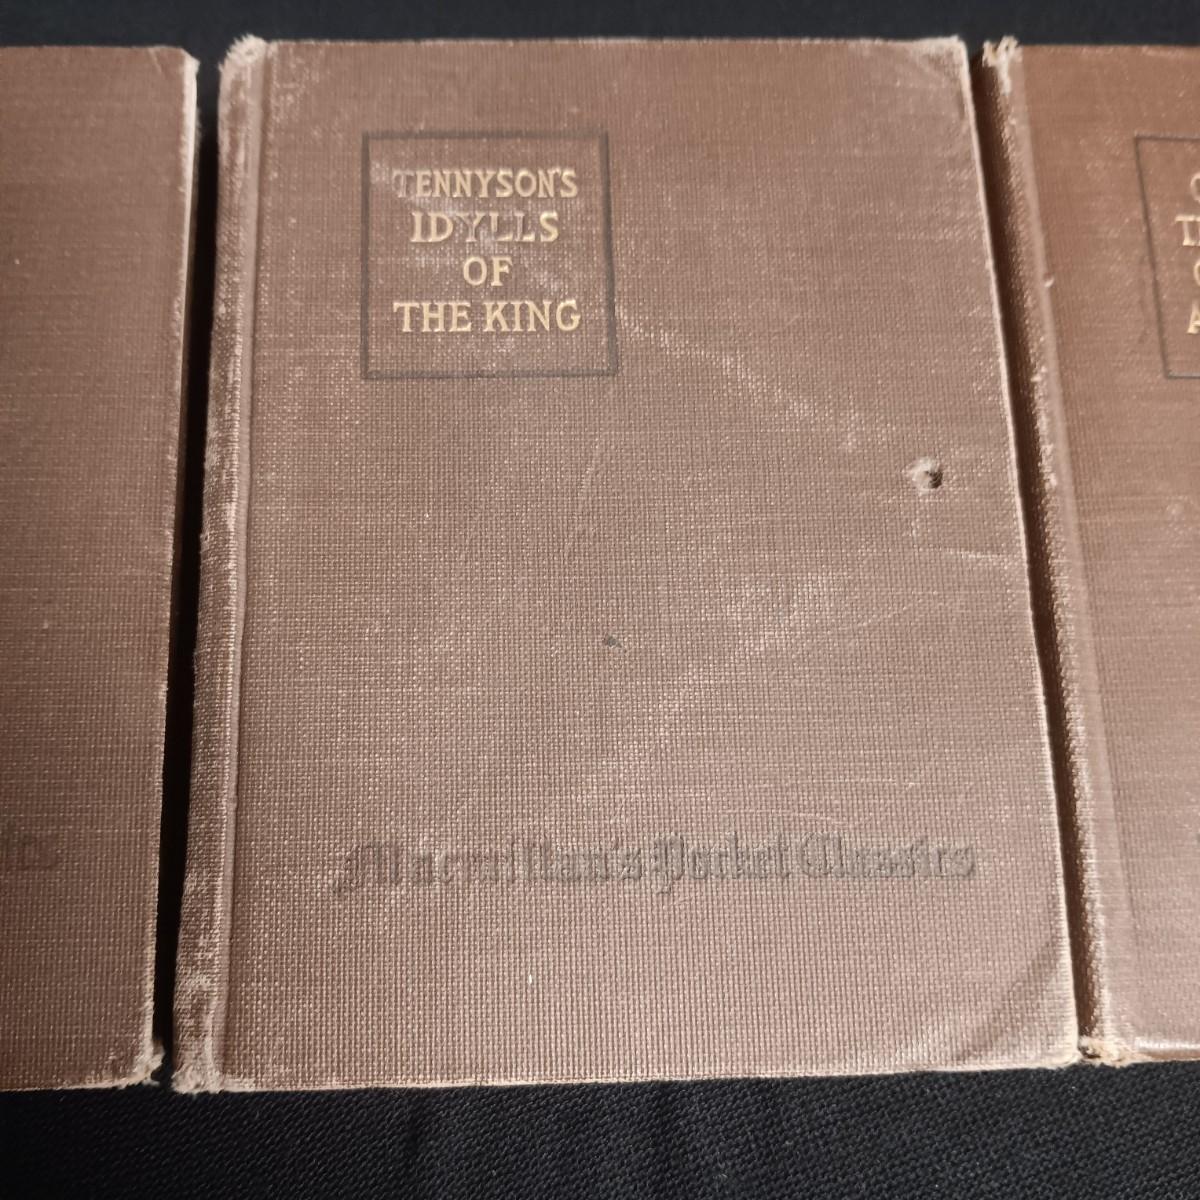 TENNYSON'S
IDYLLS
OF
THE KING
Macmillan's Pocket Classics